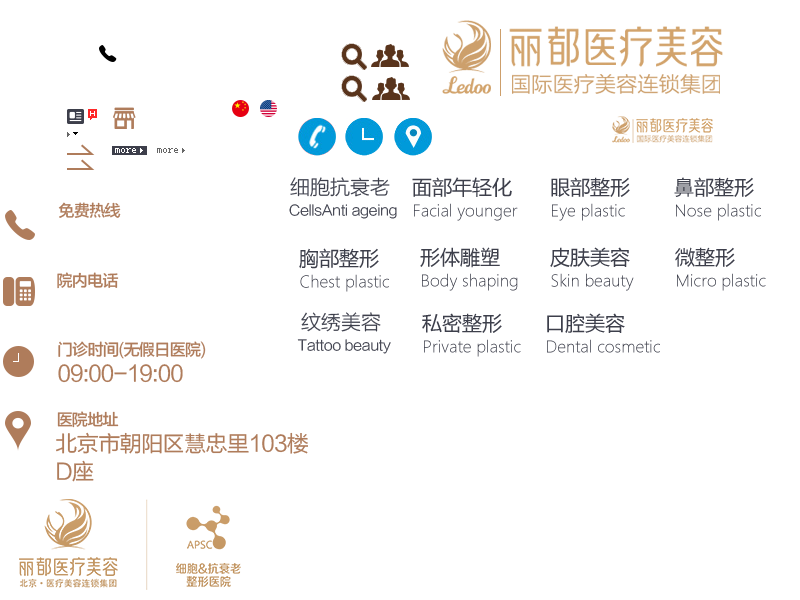 丽都医疗美容
Ledoo
国际医疗美容连锁集团
丽都医疗美容
Ledoo
国际医疗美容连锁集团
H
more
more
细胞抗衰老
CellsAnti ageing
面部年轻化
Facial younger
眼部整形
Eye plastic
鼻部整形
Nose plastic
胸部整形
Chest plastic
形体雕塑
Body shaping
皮肤美容
Skin beauty
微整形
Micro plastic
纹绣美容
Tattoo beauty
私密整形
Private plastic
口腔美容
Dental cosmetic
免费热线
院内电话
门诊时间(无假日医院)
09:00-19:00
医院地址
北京市朝阳区慧忠里103楼
D座
丽都医疗美容
北京·医疗美容连锁集团
APSC
细胞&抗衰老
整形医院